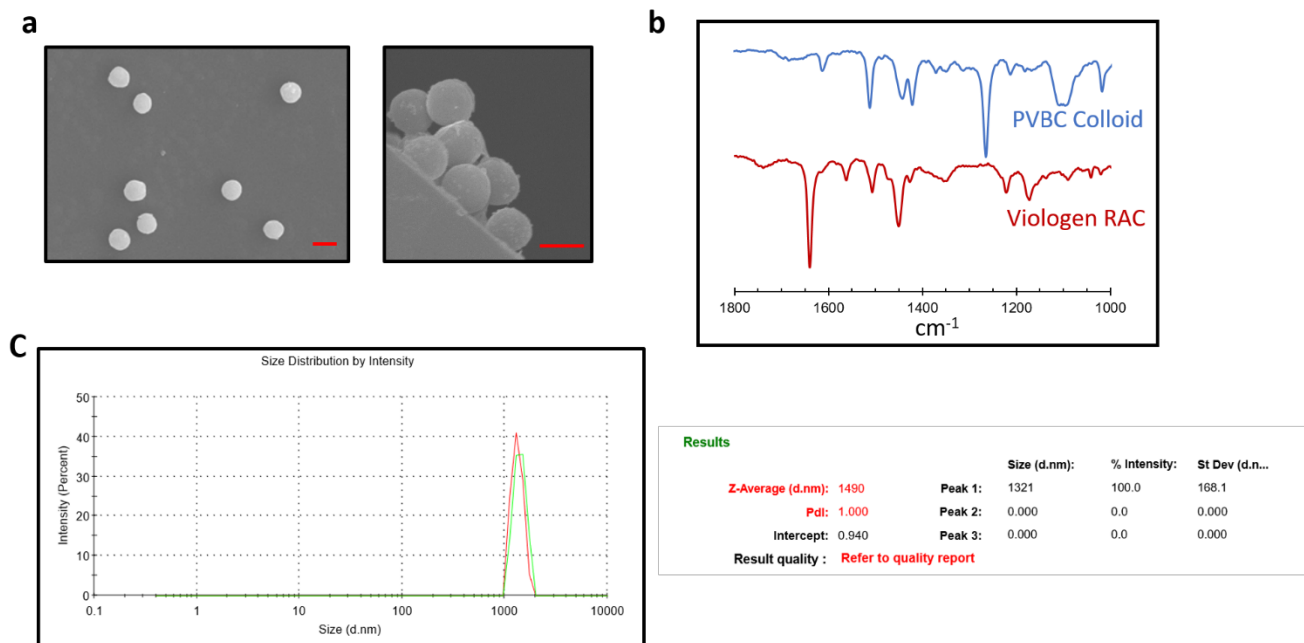 a
b
PVBC Colloid
Viologen RAC
1800 1600 1400 1200 1000
cm-1
C
Size Distribution by Intensity
50
40
30
20
10
0
Intensity (Percent)
0.1 1 10 100 1000 10000
Size (d.nm)
Results
Size (d.nm): % Intensity: St Dev (d.n...
Z-Average (d.nm): 1490 Peak 1: 1321 100.0 168.1
PdI: 1.000 Peak 2: 0.000 0.0 0.000
Intercept: 0.940 Peak 3: 0.000 0.0 0.000
Result quality : Refer to quality report